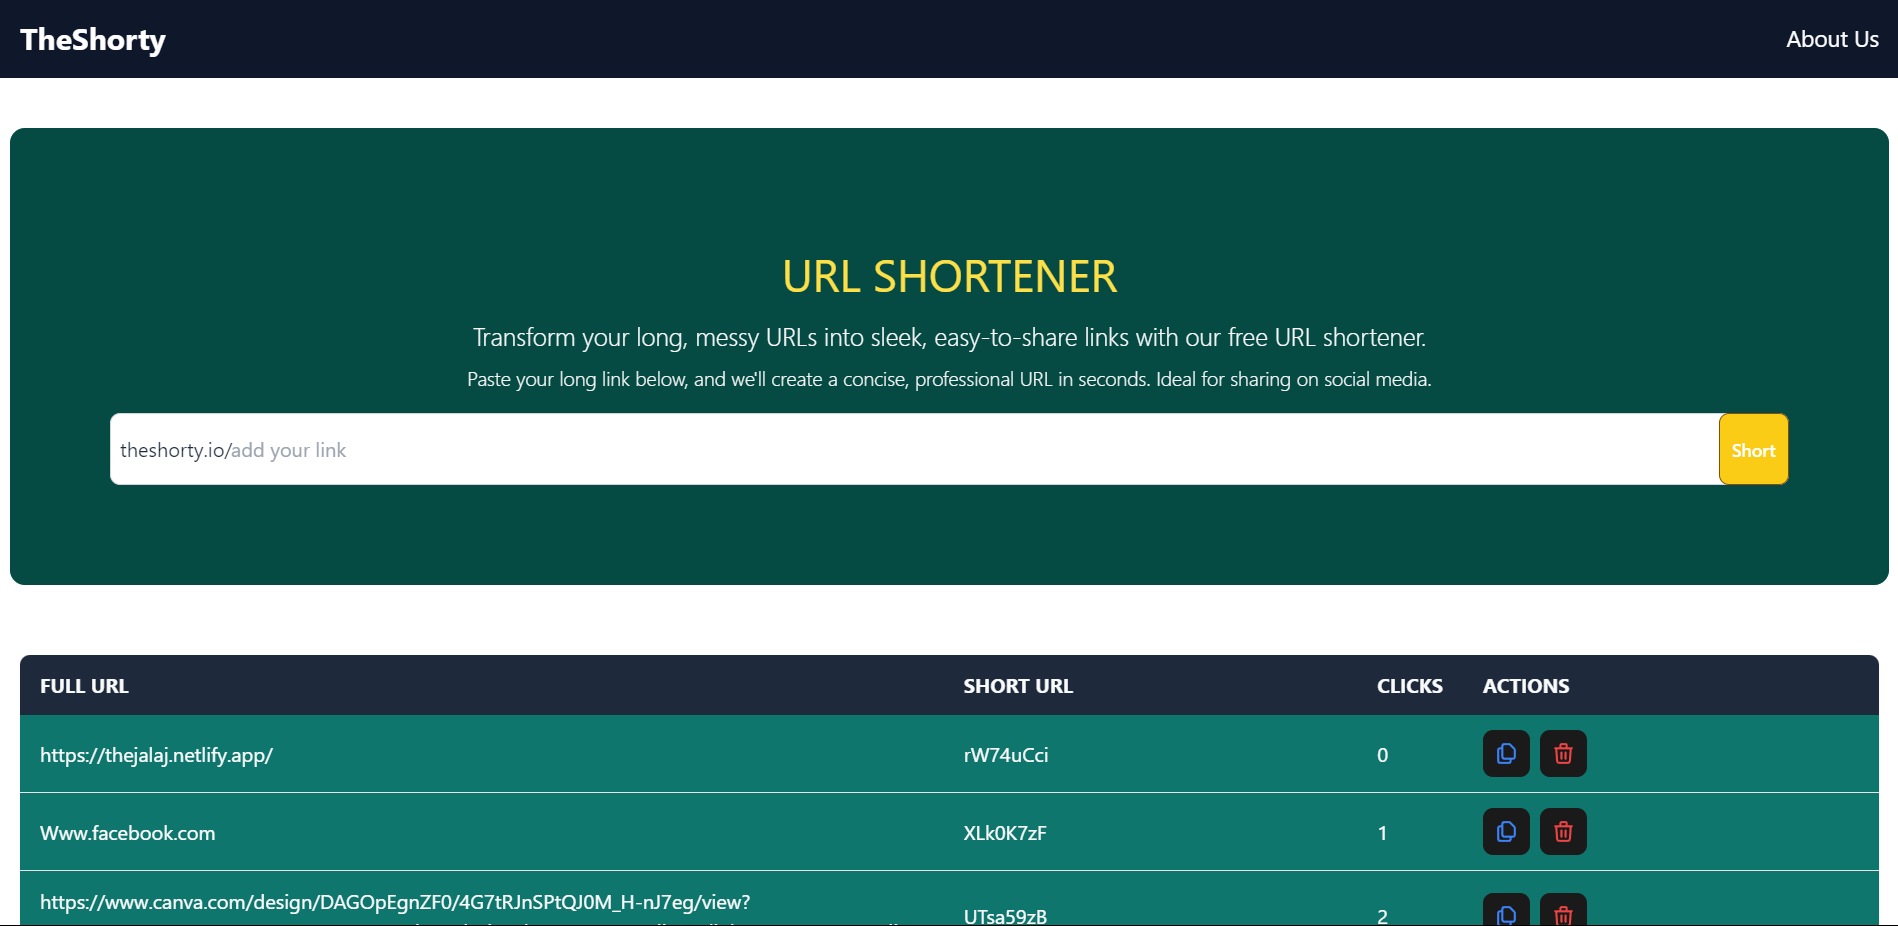 TheShorty
About Us
URL SHORTENER
Transform your long, messy URLs into sleek, easy-to-share links with our free URL shortener.
Paste your long link below, and we'll create a concise, professional URL in seconds. Ideal for sharing on social media.
theshorty.io/add your link
Short
FULL URL SHORT URL CLICKS ACTIONS
https://thejalaj.netlify.app/ rW74uCci 0
Www.facebook.com XLk0K7zF 1
https://www.canva.com/design/DAGOpEgnZF0/4G7tRJnSPtQJ0M_H-nJ7eg/view?
UTsa59zB 2